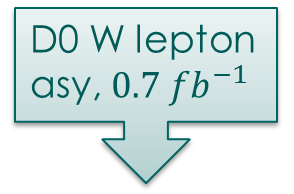 D0 W lepton
asy, 0.7 fb⁻¹